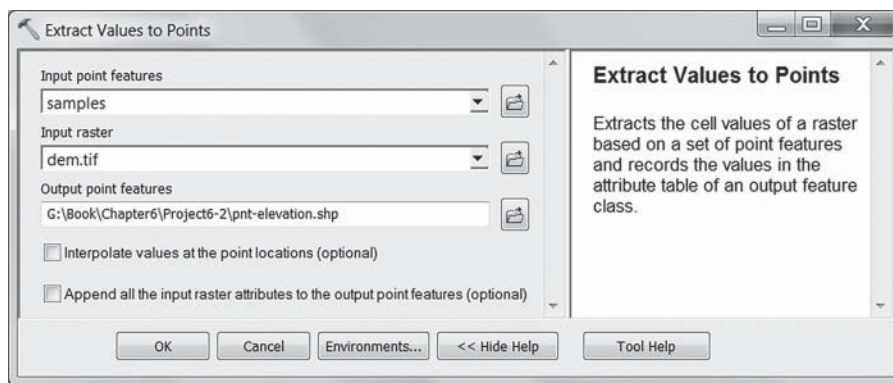 Extract Values to Points
Input point features
samples
Input raster
dem.tif
Output point features
G:\Book\Chapter6\Project6-2\pnt-elevation.shp
Interpolate values at the point locations (optional)
Append all the input raster attributes to the output point features (optional)
Extract Values to Points
Extracts the cell values of a raster
based on a set of point features
and records the values in the
attribute table of an output feature
class.
OK
Cancel
Environments...
<< Hide Help
Tool Help